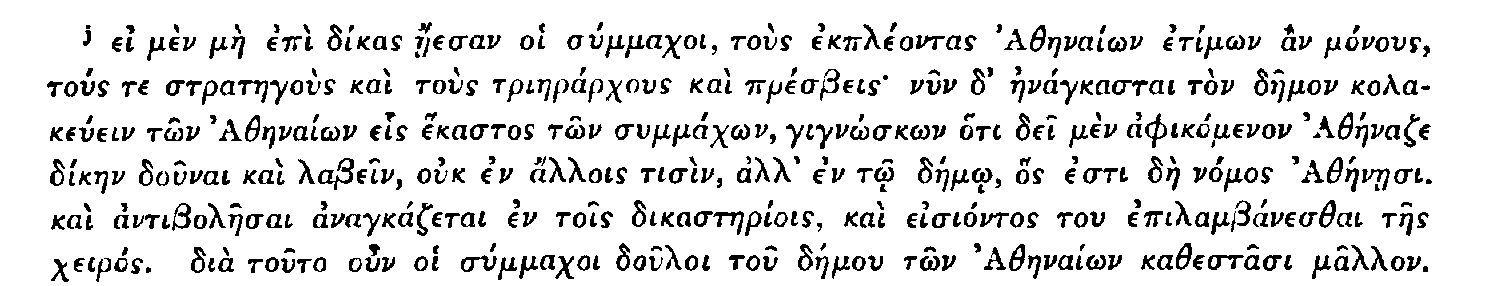 ³ εἰ μὲν μὴ ἐπὶ δίκας ᾔεσαν οἱ σύμμαχοι, τοὺς ἐκπλέοντας Ἀθηναίων ἐτίμων ἂν μόνους,
τούς τε στρατηγοὺς καὶ τοὺς τριηράρχους καὶ πρέσβεις· νῦν δ’ ἠνάγκασται τὸν δῆμον κολα-
κεύειν τῶν Ἀθηναίων εἷς ἕκαστος τῶν συμμάχων, γιγνώσκων ὅτι δεῖ μὲν ἀφικόμενον Ἀθήναζε
δίκην δοῦναι καὶ λαβεῖν, οὐκ ἐν ἄλλοις τισὶν, ἀλλ’ ἐν τῷ δήμῳ, ὅς ἐστι δὴ νόμος Ἀθήνῃσι.
καὶ ἀντιβολῆσαι ἀναγκάζεται ἐν τοῖς δικαστηρίοις, καὶ εἰσιόντος του ἐπιλαμβάνεσθαι τῆς
χειρός. διὰ τοῦτο οὖν οἱ σύμμαχοι δοῦλοι τοῦ δήμου τῶν Ἀθηναίων καθεστᾶσι μᾶλλον.